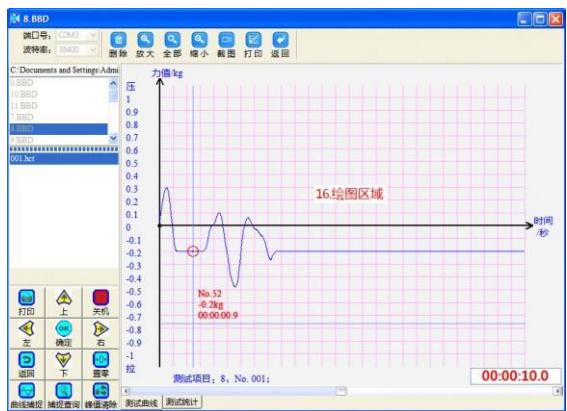 8.BBD
端口号: COM3
波特率: 38400
删除 放大 全部 缩小 截图 打印 返回
C:\Documents and Settings\Admi
0.BBD
10.BBD
11.BBD
7.BBD
8.BBD
9.BBD
001.hct
力值/kg
压
1
0.9
0.8
0.7
0.6
0.5
0.4
0.3
0.2
0.1
0
-0.1
-0.2
-0.3
-0.4
-0.5
-0.6
-0.7
-0.8
-0.9
-1
拉
16.绘图区域
时间
/秒
No.52
-0.2kg
00:00:00.9
打印 上 关机
左 OK 确定 右
返回 下 置零
曲线捕捉 捕捉查询 峰值清除
测试项目: 8, No. 001;
00:00:10.0
测试曲线 测试统计